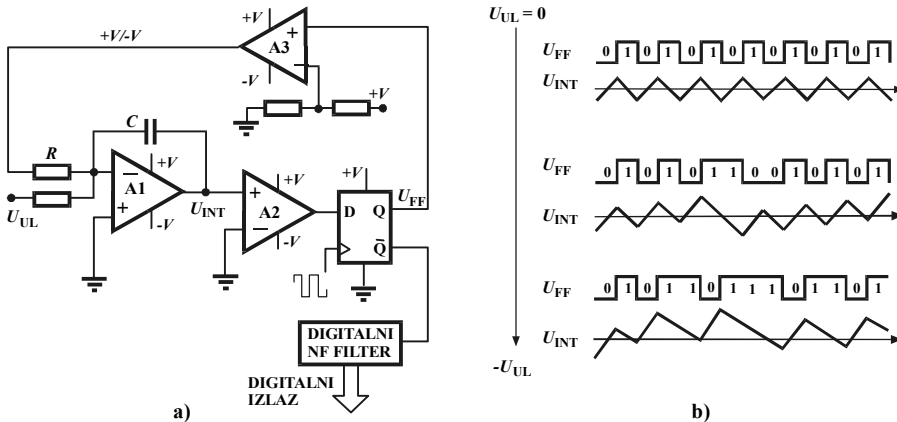 +V/-V
+V
A3
+
−
-V
+V
C
R
+V
−
A1
+
-V
U_UL
U_INT
+V
+
A2
−
-V
+V
D Q
Q̄
U_FF
DIGITALNI
NF FILTER
DIGITALNI
IZLAZ
a)
U_UL = 0
-U_UL
U_FF 0 1 0 1 0 1 0 1 0 1 0 1 0 1
U_INT
U_FF 0 1 0 1 0 1 1 0 0 1 0 1 0 1
U_INT
U_FF 0 1 0 1 1 0 1 1 1 0 1 1 0 1
U_INT
b)